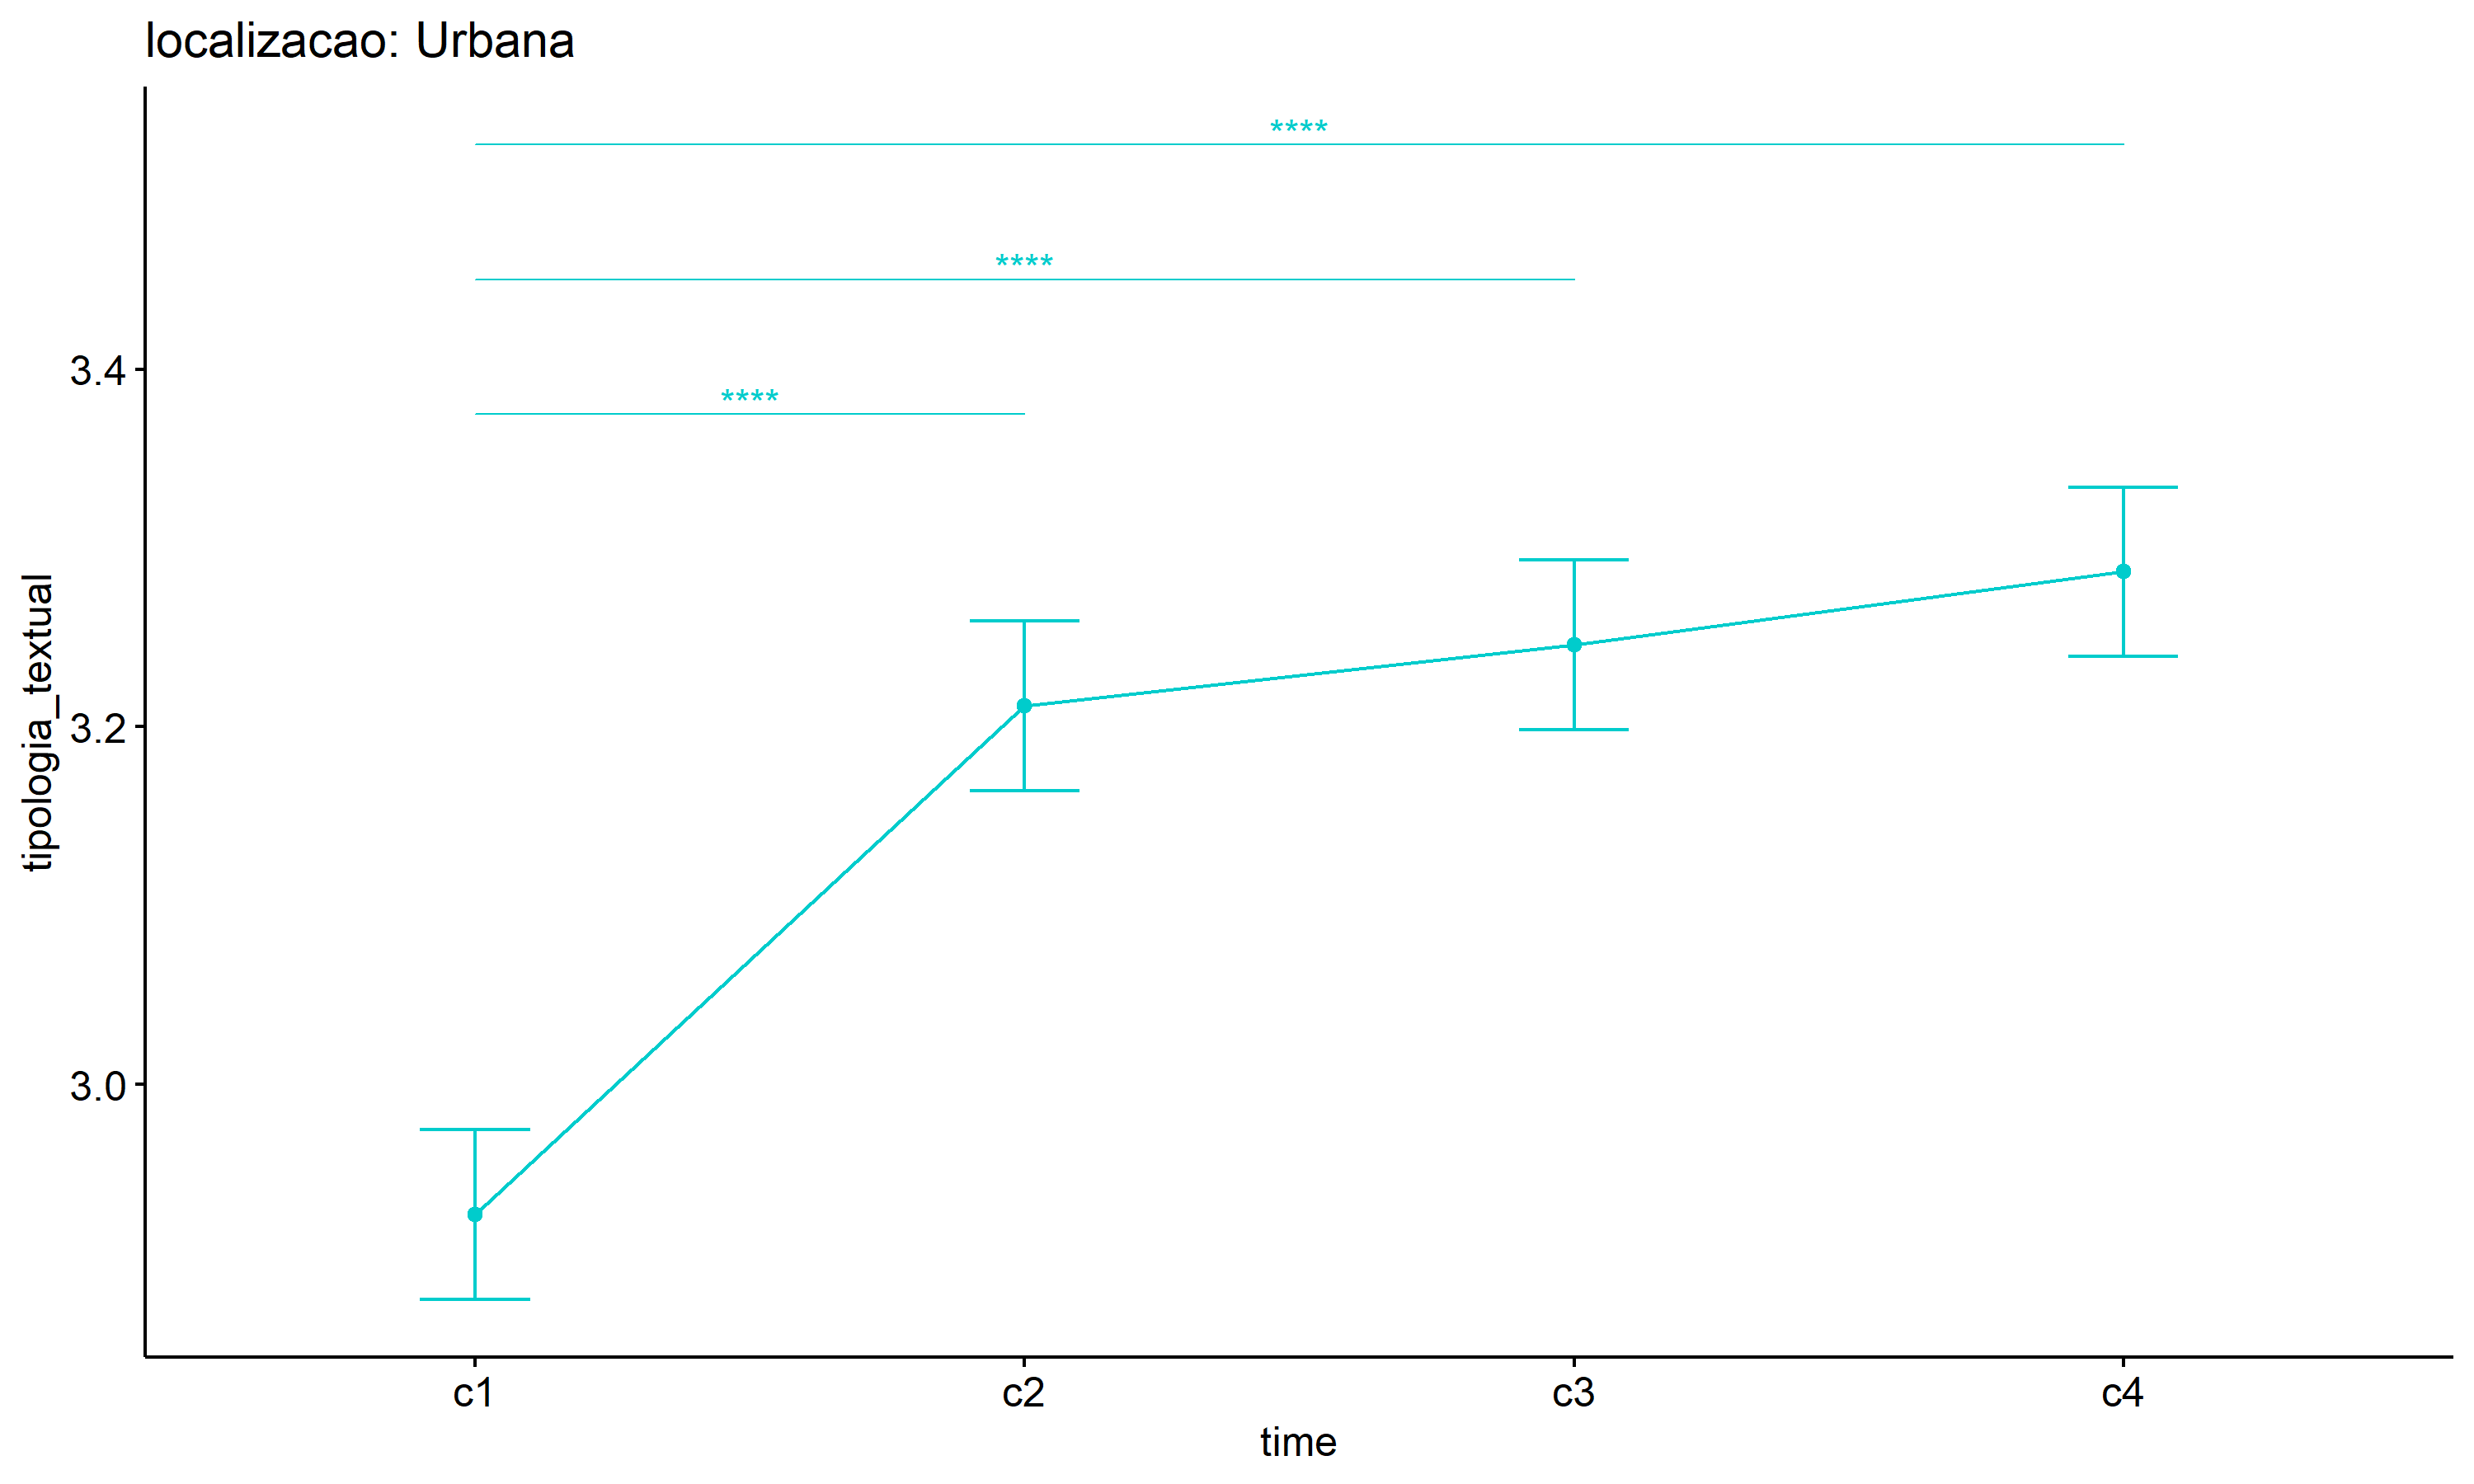 localizacao: Urbana
****
****
3.4
****
3.2
3.0
tipologia_textual
c1 c2 c3 c4
time